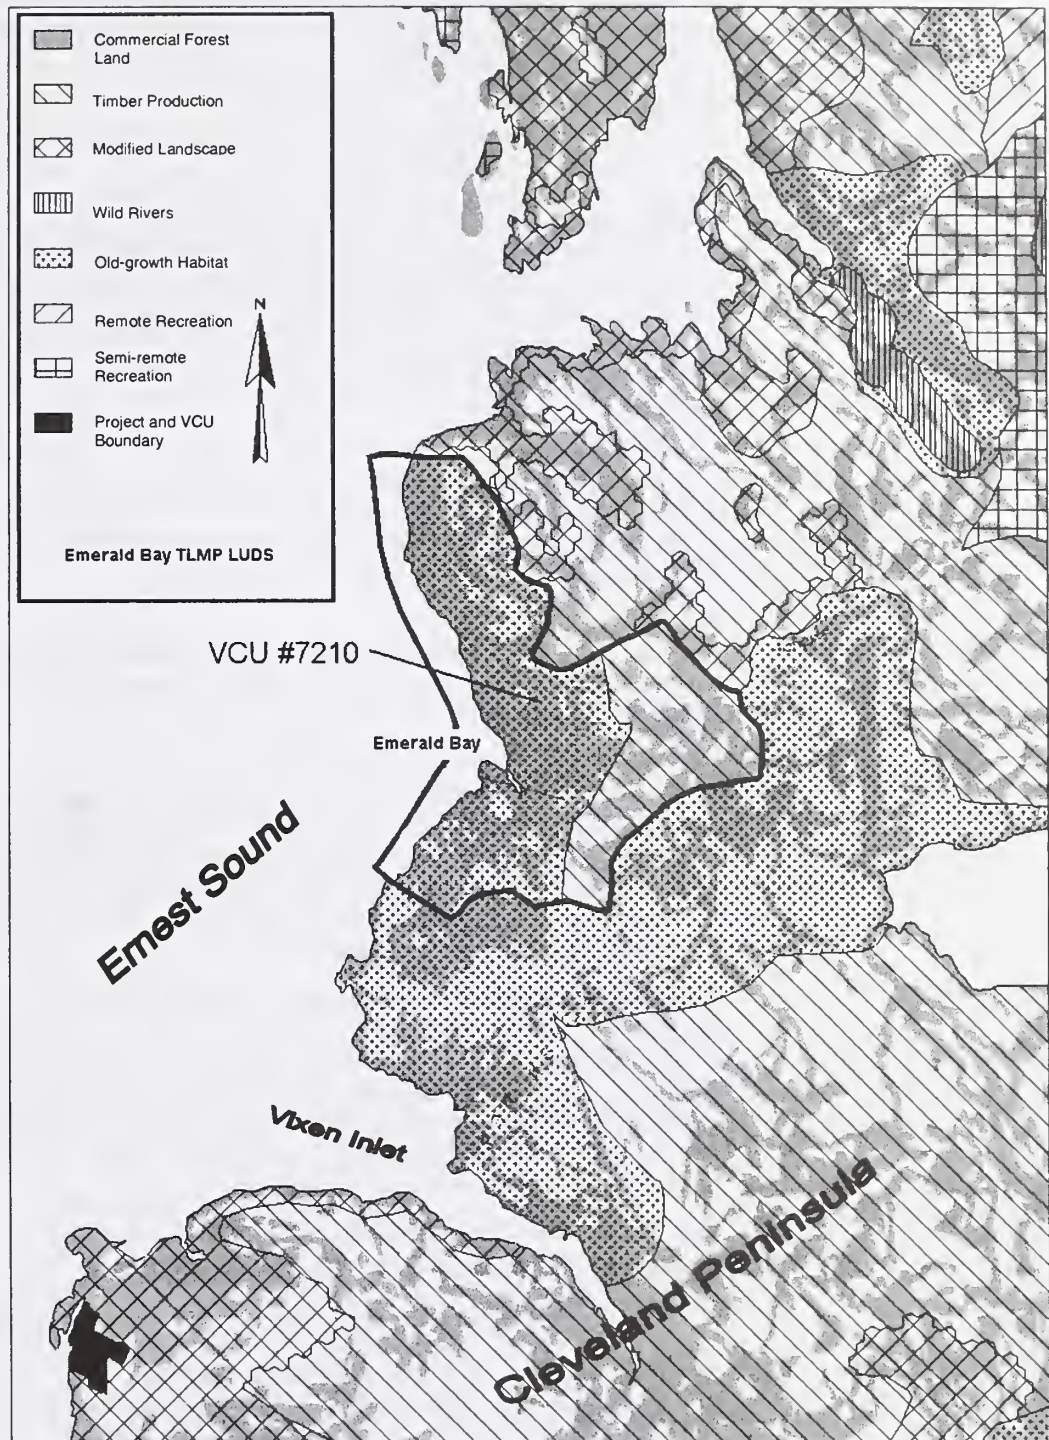 Commercial Forest
Land
Timber Production
Modified Landscape
Wild Rivers
Old-growth Habitat
Remote Recreation
Semi-remote
Recreation
Project and VCU
Boundary
N
Emerald Bay TLMP LUDS
VCU #7210
Emerald Bay
Ernest Sound
Vixen Inlet
Cleveland Peninsula